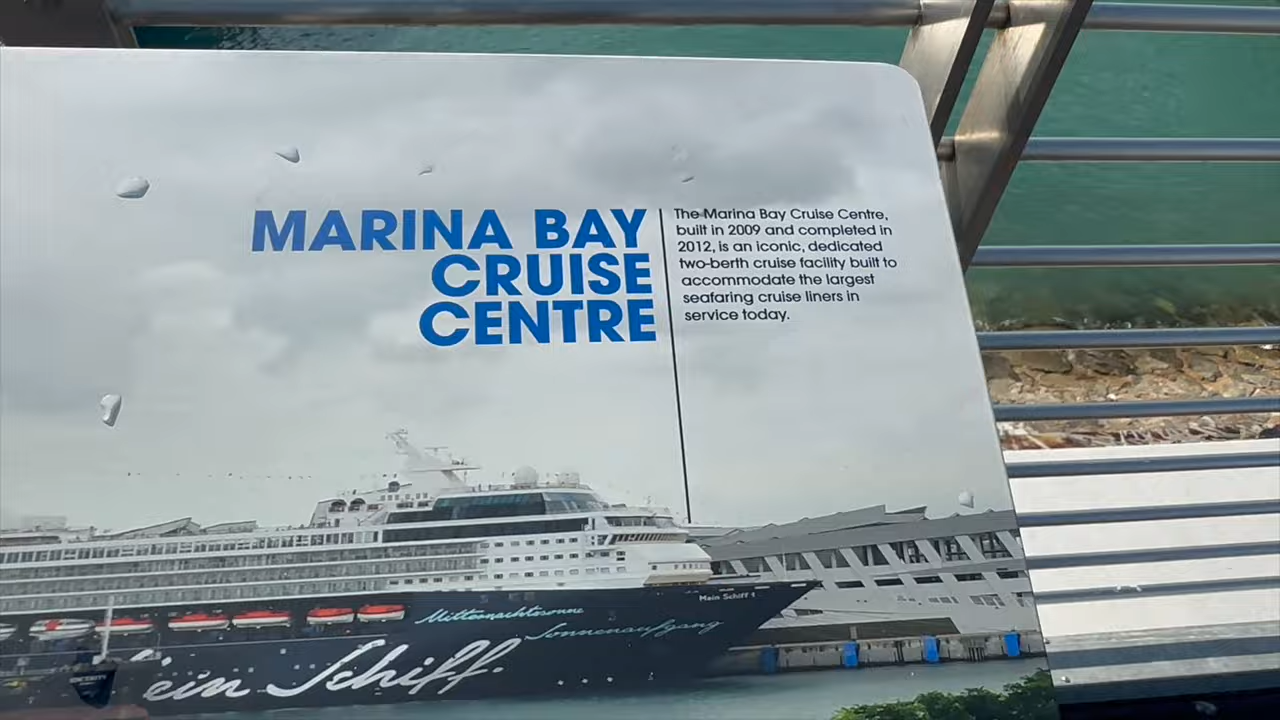 MARINA BAY
CRUISE
CENTRE
The Marina Bay Cruise Centre,
built in 2009 and completed in
2012, is an iconic, dedicated
two-berth cruise facility built to
accommodate the largest
seafaring cruise liners in
service today.
Mein Schiff 1
Mitternachtssonne
Sonnenaufgang
ein Schiff.